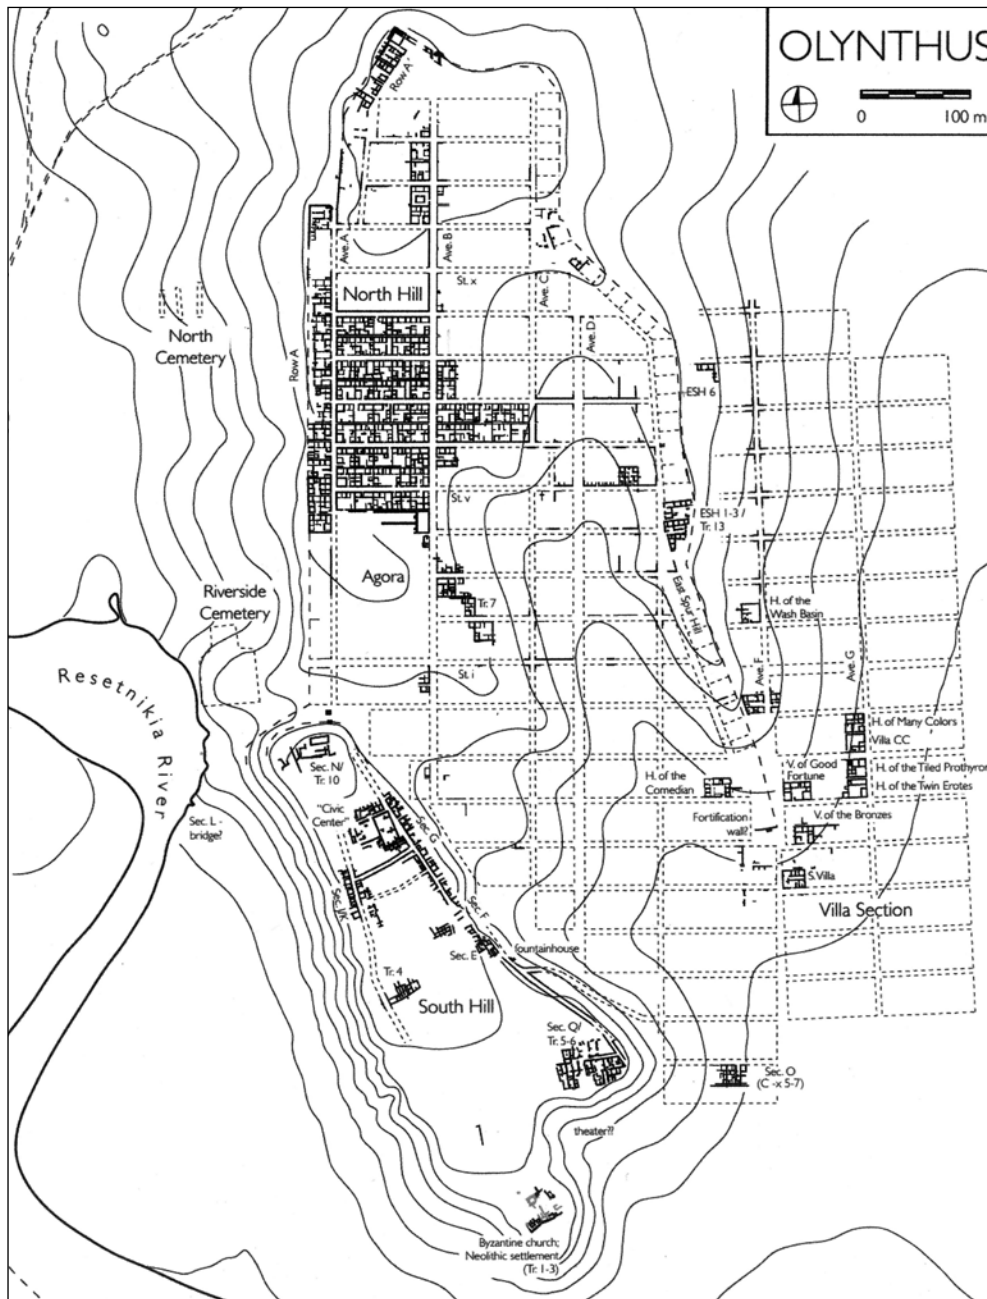 OLYNTHUS
0 100 m
Row A'
Ave. A
Ave. B
St. x
Ave. C
North Hill
Ave. D
North
Cemetery
Row A
ESH 6
St. v
ESH 1-3 /
Tr. 13
Agora
Riverside
Cemetery
Tr. 7
East Spur Hill
H. of the
Wash Basin
St. i
Ave. F
Ave. G
Resetnikia River
H. of Many Colors
Villa CC
Sec. N/
Tr. 10
H. of the
Comedian
V. of Good
Fortune
H. of the Tiled Prothyron
H. of the Twin Erotes
"Civic
Center"
Sec. G
Sec. L -
bridge?
Fortification
wall?
V. of the Bronzes
Sec. J/K
S. Villa
Sec. F
Villa Section
Sec. E
fountainhouse
Tr. 4
South Hill
Sec. Q/
Tr. 5-6
Sec. O
(C -x 5-7)
theater??
Byzantine church;
Neolithic settlement
(Tr. 1-3)